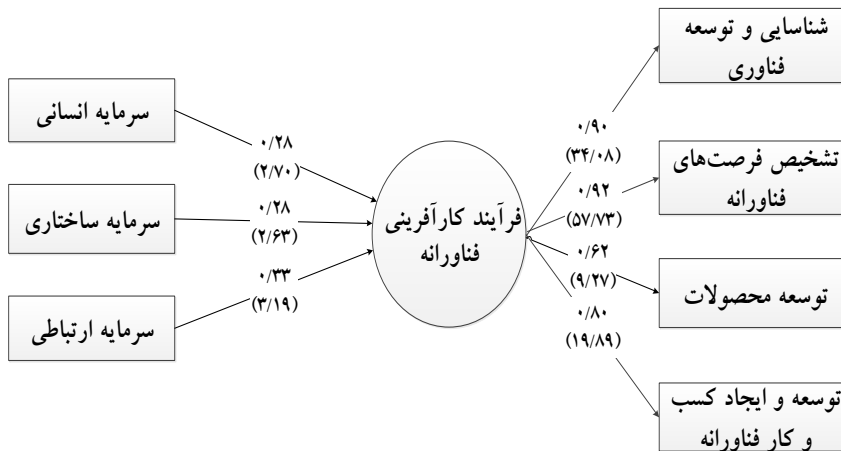 شناسایی و توسعه
فناوری
تشخیص فرصت‌های
فناورانه
توسعه محصولات
توسعه و ایجاد کسب
و کار فناورانه
۰/۹۰
(۳۴/۰۸)
۰/۹۲
(۵۷/۷۳)
۰/۶۲
(۹/۲۷)
۰/۸۰
(۱۹/۸۹)
فرآیند کارآفرینی
فناورانه
۰/۲۸
(۲/۷۰)
۰/۲۸
(۲/۶۳)
۰/۳۳
(۳/۱۹)
سرمایه انسانی
سرمایه ساختاری
سرمایه ارتباطی